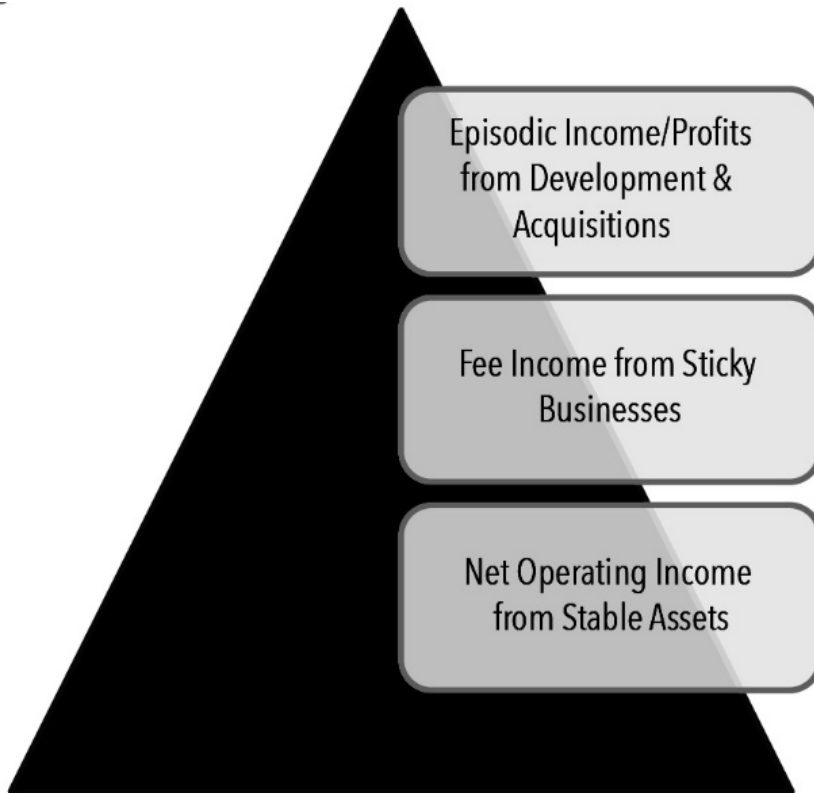 Episodic Income/Profits
from Development &
Acquisitions
Fee Income from Sticky
Businesses
Net Operating Income
from Stable Assets